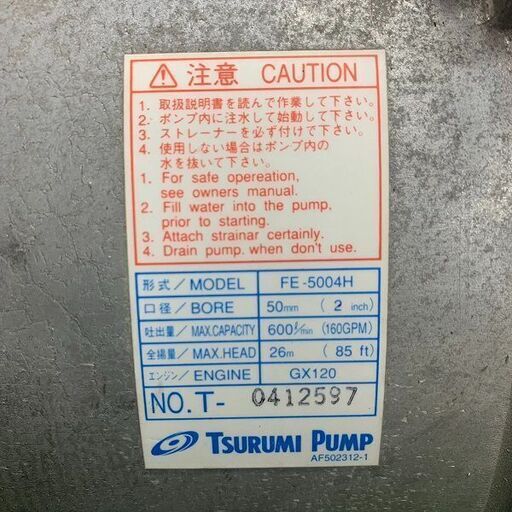 注意 CAUTION
1. 取扱説明書を読んで作業して下さい。
2. ポンプ内に注水して始動して下さい。
3. ストレーナーを必ず付けて下さい。
4. 使用しない場合はポンプ内の
水を抜いて下さい。
1. For safe opereation,
see owners manual.
2. Fill water into the pump,
prior to starting.
3. Attach strainar certainly.
4. Drain pump. when don't use.
形式/MODEL FE-5004H
口径/BORE 50mm (2 inch)
吐出量/MAX.CAPACITY 600ℓ/min (160GPM)
全揚量/MAX.HEAD 26m (85 ft)
エンジン/ENGINE GX120
NO.T- 0412597
TSURUMI PUMP
AF502312-1